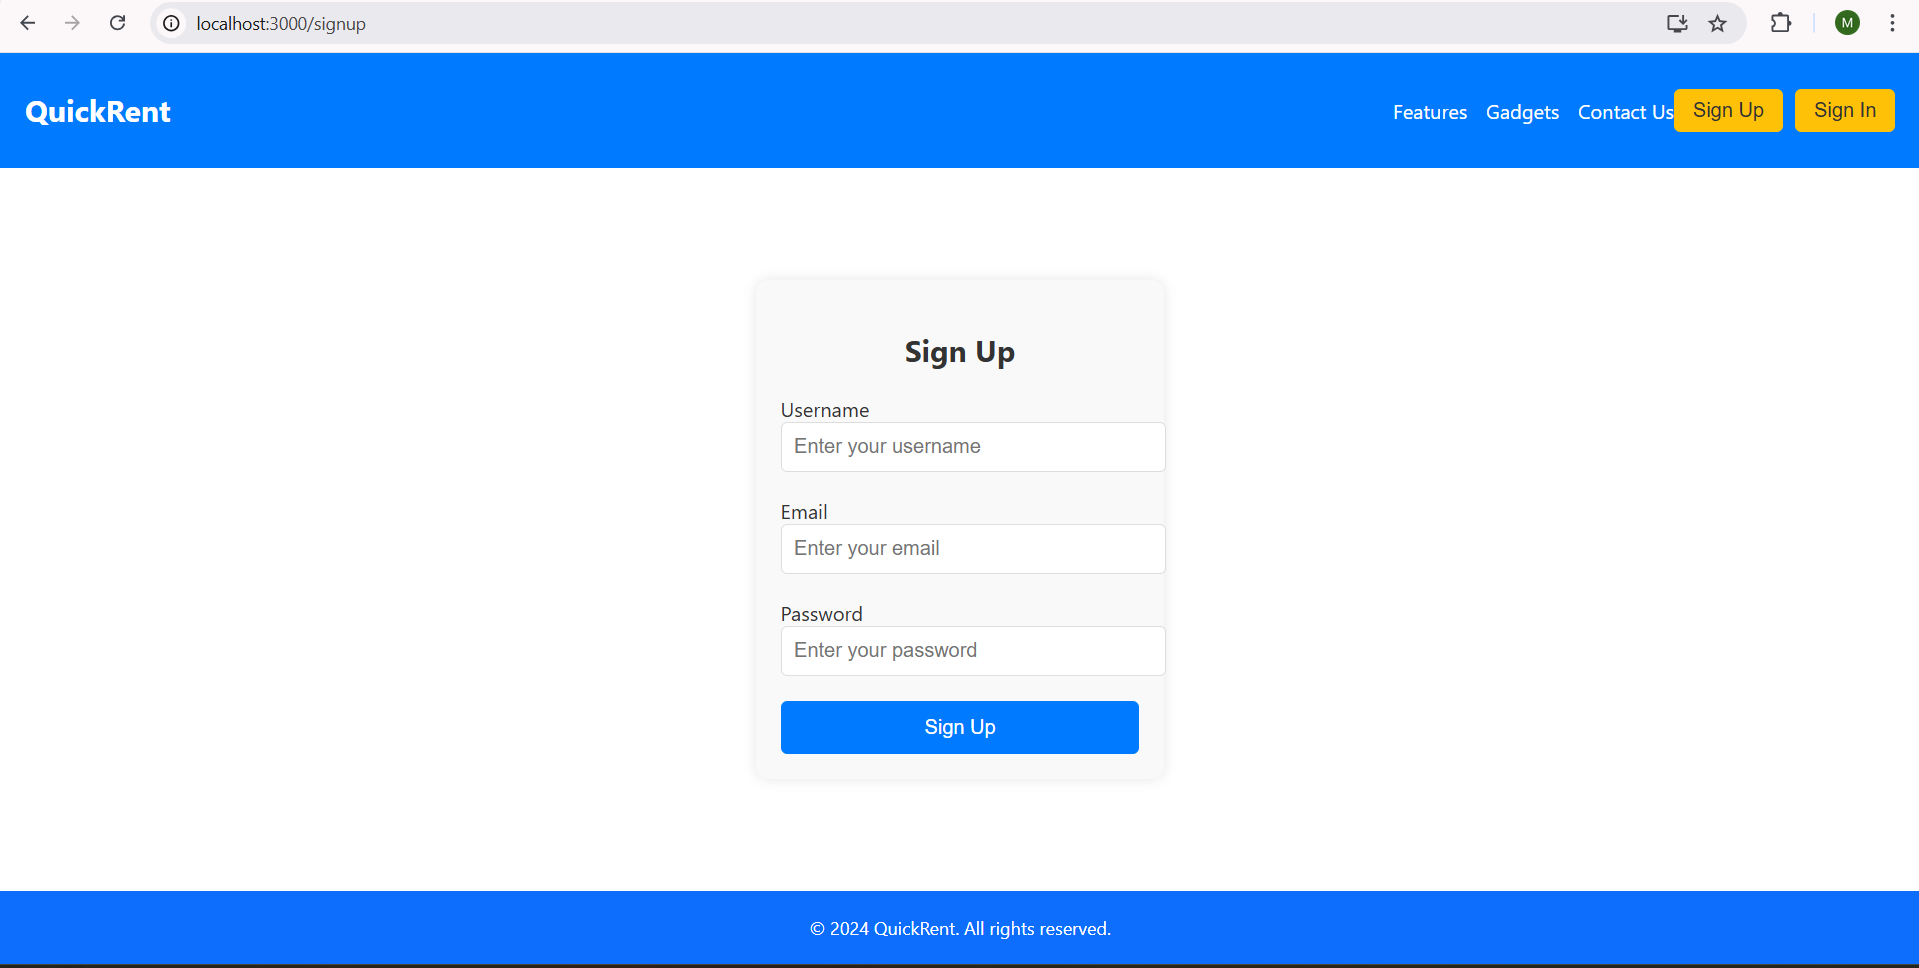 localhost:3000/signup
M
QuickRent
Features Gadgets Contact Us Sign Up Sign In
Sign Up
Username
Enter your username
Email
Enter your email
Password
Enter your password
Sign Up
© 2024 QuickRent. All rights reserved.